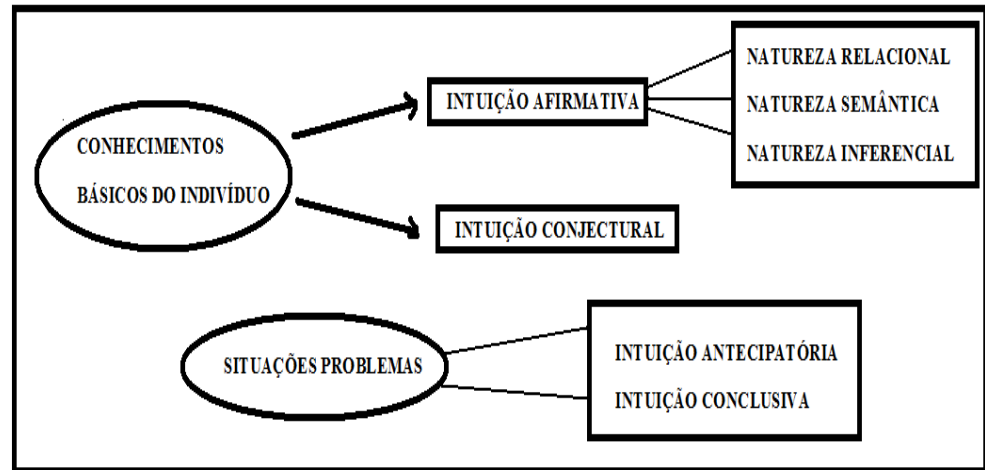 CONHECIMENTOS
BÁSICOS DO INDIVÍDUO
INTUIÇÃO AFIRMATIVA
NATUREZA RELACIONAL
NATUREZA SEMÂNTICA
NATUREZA INFERENCIAL
INTUIÇÃO CONJECTURAL
SITUAÇÕES PROBLEMAS
INTUIÇÃO ANTECIPATÓRIA
INTUIÇÃO CONCLUSIVA